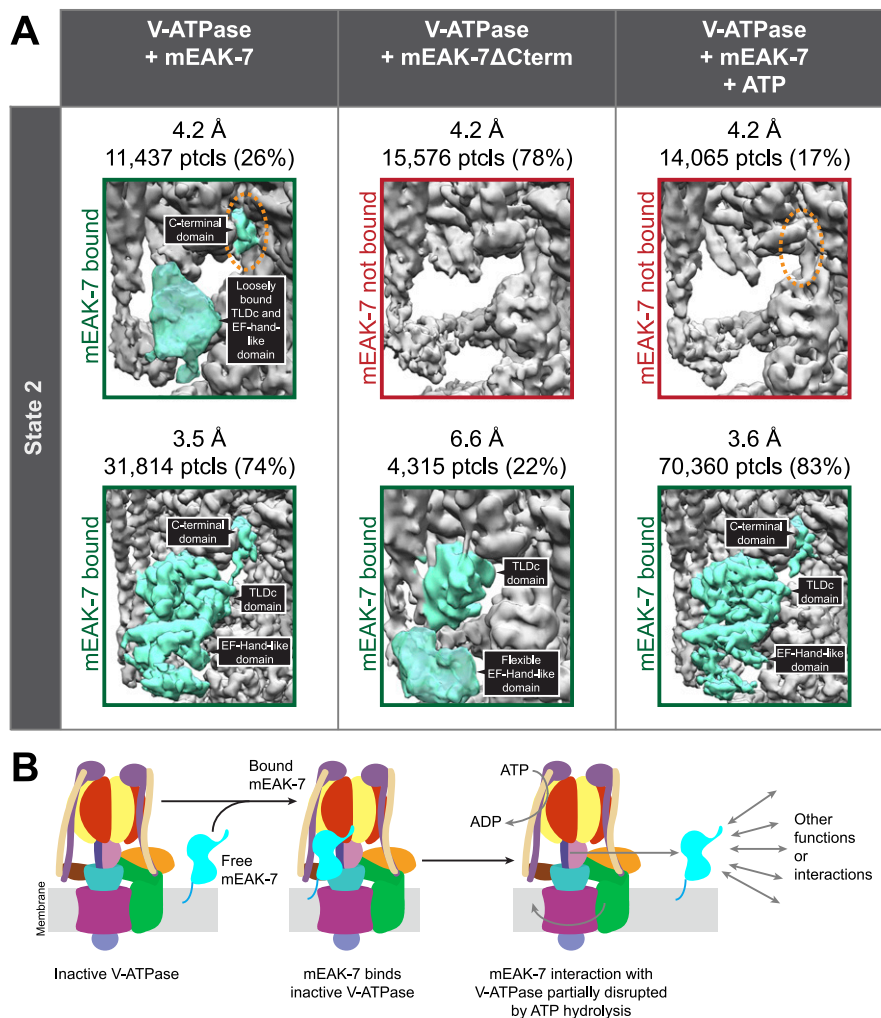 A
V-ATPase
+ mEAK-7
V-ATPase
+ mEAK-7ΔCterm
V-ATPase
+ mEAK-7
+ ATP
State 2
4.2 Å
11,437 ptcls (26%)
mEAK-7 bound
C-terminal
domain
Loosely
bound
TLDc and
EF-hand-
like
domain
4.2 Å
15,576 ptcls (78%)
mEAK-7 not bound
4.2 Å
14,065 ptcls (17%)
mEAK-7 not bound
3.5 Å
31,814 ptcls (74%)
mEAK-7 bound
C-terminal
domain
TLDc
domain
EF-Hand-like
domain
6.6 Å
4,315 ptcls (22%)
mEAK-7 bound
TLDc
domain
Flexible
EF-Hand-like
domain
3.6 Å
70,360 ptcls (83%)
mEAK-7 bound
C-terminal
domain
TLDc
domain
EF-Hand-like
domain
B
Membrane
Bound
mEAK-7
Free
mEAK-7
Inactive V-ATPase
mEAK-7 binds
inactive V-ATPase
ATP
ADP
mEAK-7 interaction with
V-ATPase partially disrupted
by ATP hydrolysis
Other
functions
or
interactions